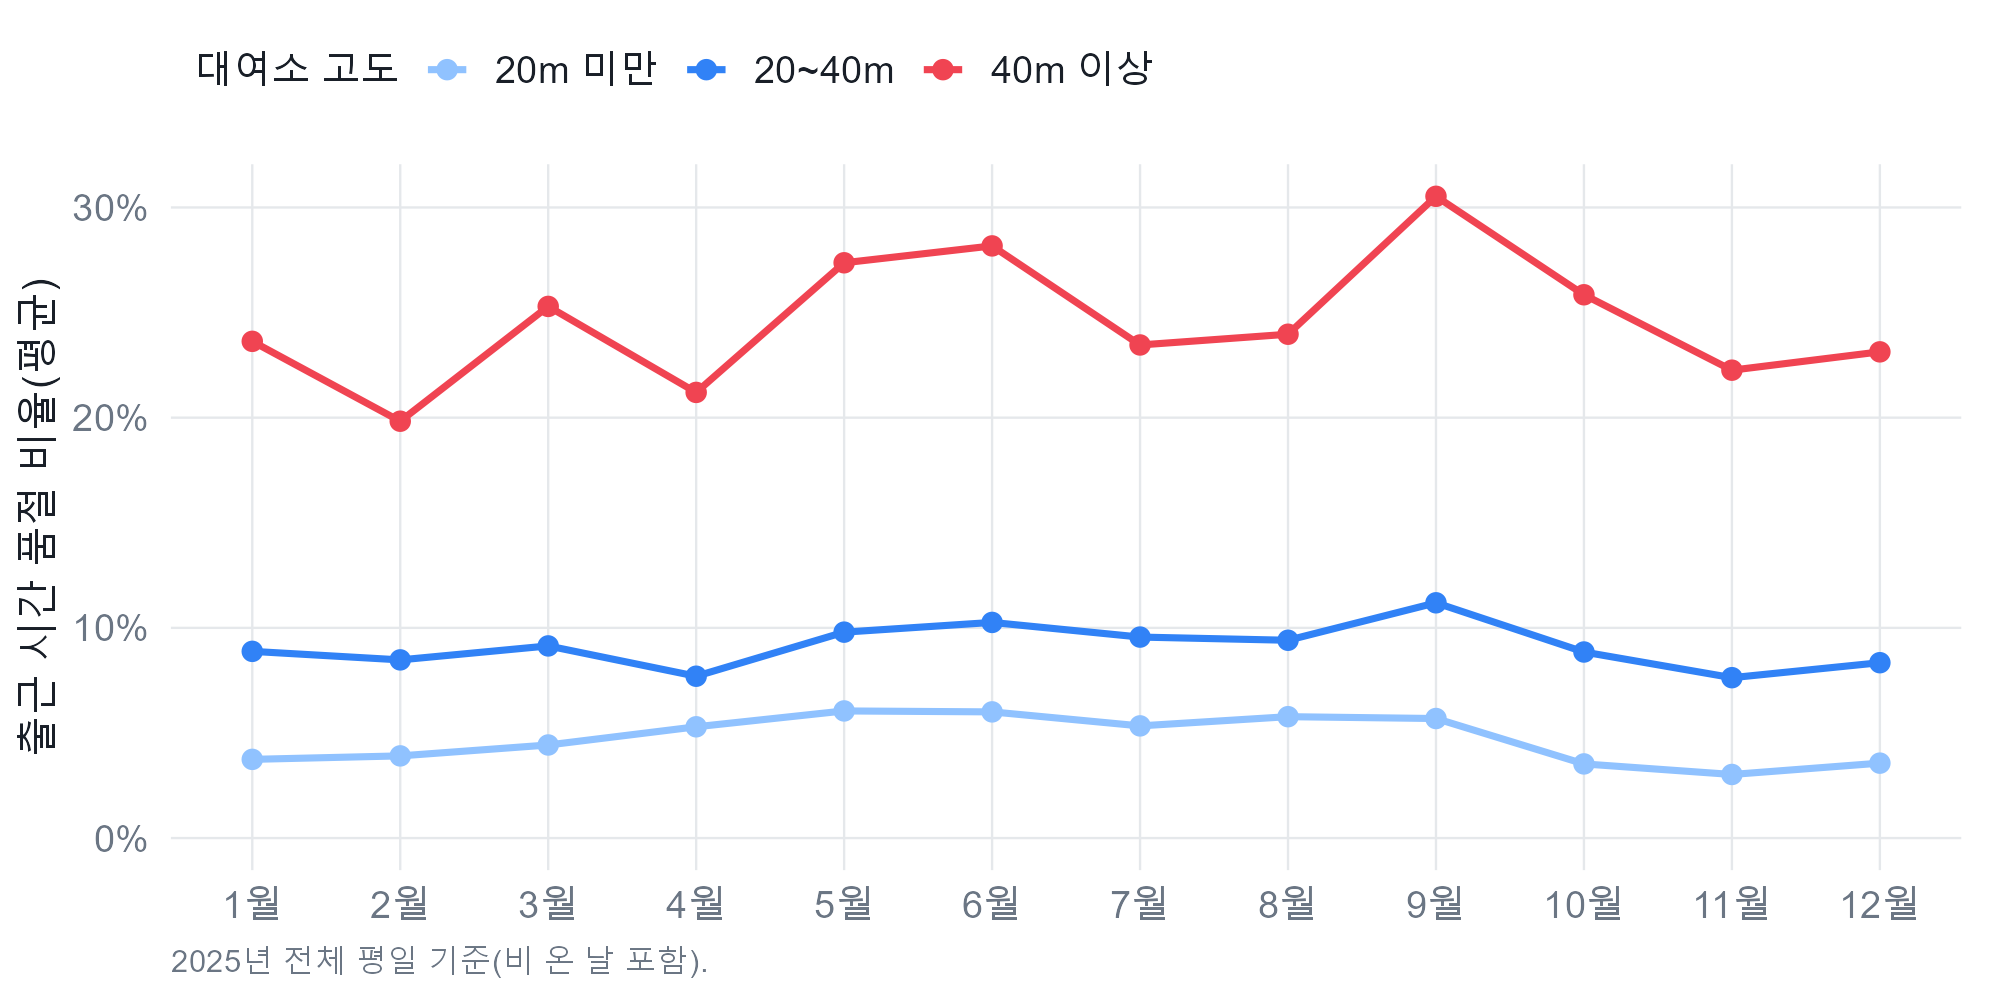 대여소 고도 20m 미만 20~40m 40m 이상
출근 시간 품절 비율(평균)
30%
20%
10%
0%
1월 2월 3월 4월 5월 6월 7월 8월 9월 10월 11월 12월
2025년 전체 평일 기준(비 온 날 포함).